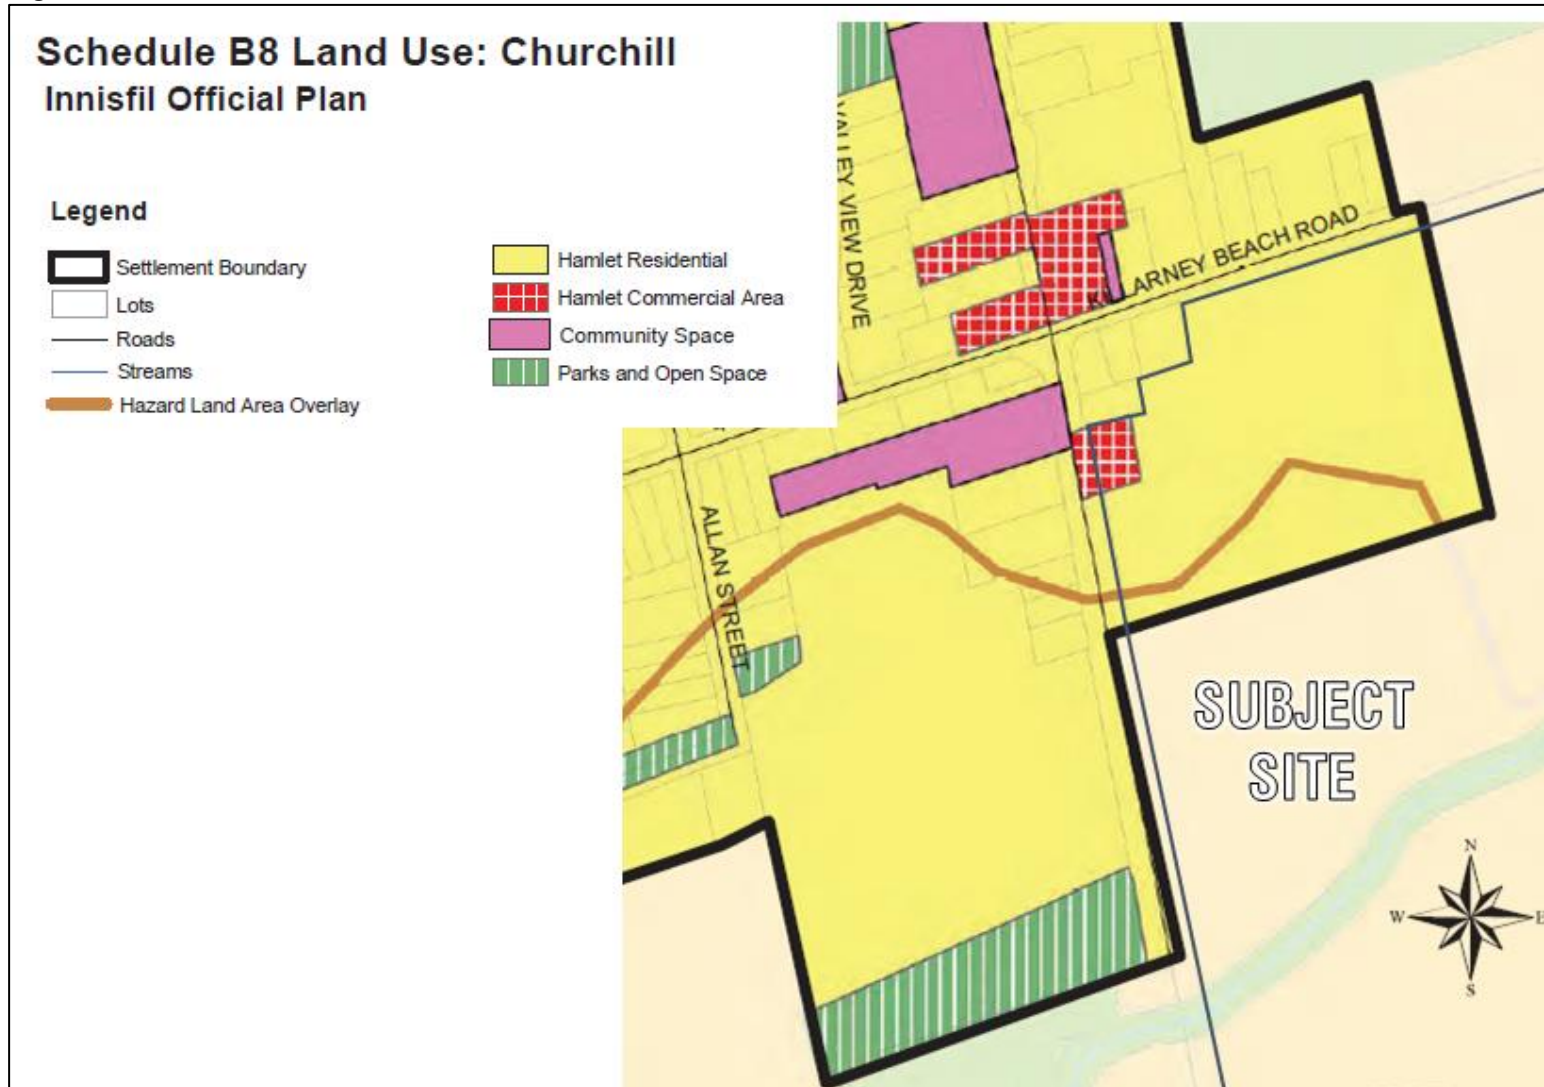 Schedule B8 Land Use: Churchill
Innisfil Official Plan
Legend
Settlement Boundary
Lots
Roads
Streams
Hazard Land Area Overlay
Hamlet Residential
Hamlet Commercial Area
Community Space
Parks and Open Space
VALLEY VIEW DRIVE
KILLARNEY BEACH ROAD
ALLAN STREET
SUBJECT
SITE
N
W
E
S